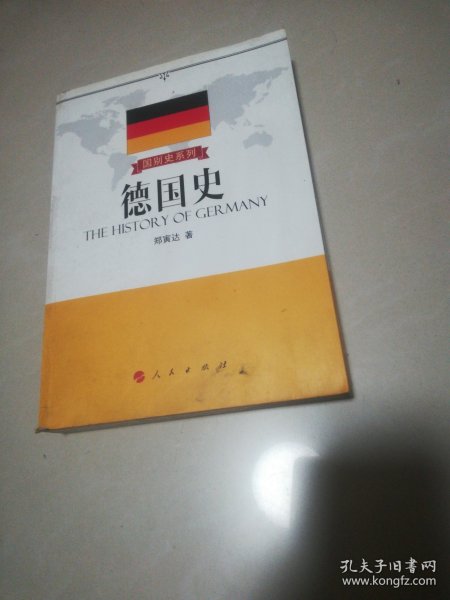 国别史系列
德国史
THE HISTORY OF GERMANY
郑寅达 著
人民出版社
孔夫子旧书网
www.kongfz.com